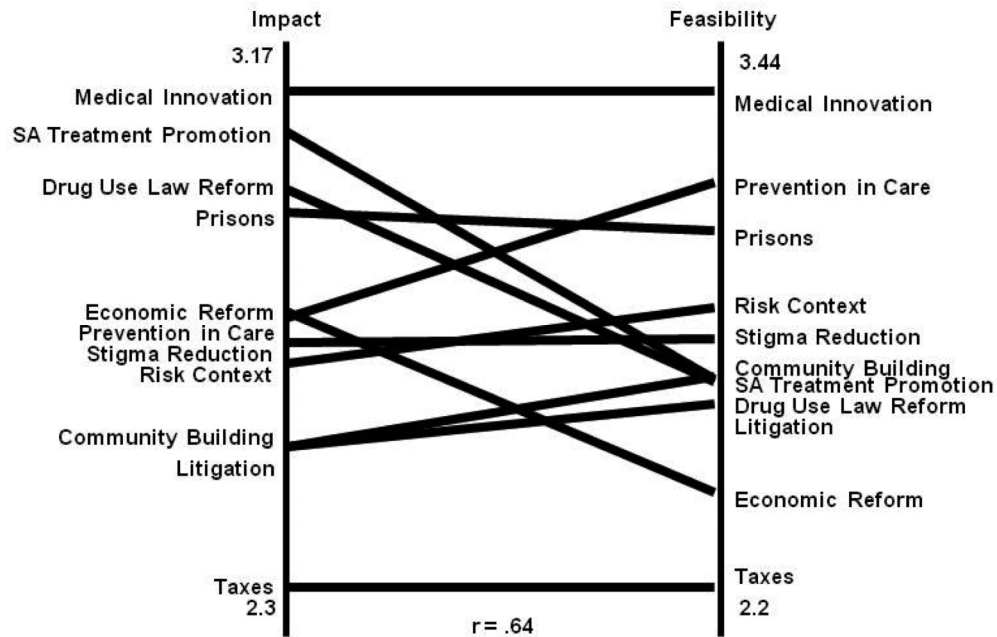 Impact
3.17
Medical Innovation
SA Treatment Promotion
Drug Use Law Reform
Prisons
Economic Reform
Prevention in Care
Stigma Reduction
Risk Context
Community Building
Litigation
Taxes
2.3
Feasibility
3.44
Medical Innovation
Prevention in Care
Prisons
Risk Context
Stigma Reduction
Community Building
SA Treatment Promotion
Drug Use Law Reform
Litigation
Economic Reform
Taxes
2.2
r = .64